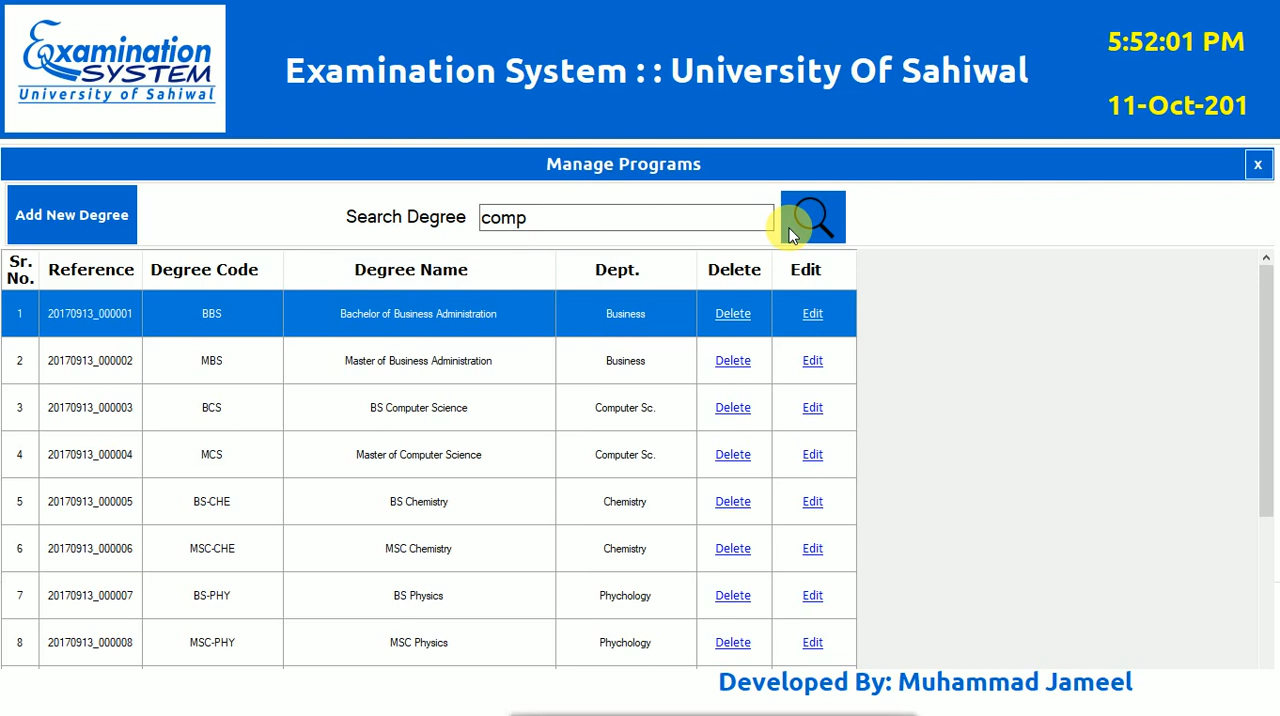 Examination
SYSTEM
University of Sahiwal
Examination System : : University Of Sahiwal
5:52:01 PM
11-Oct-201
Manage Programs
x
Add New Degree
Search Degree
comp
Sr. No. Reference Degree Code Degree Name Dept. Delete Edit
1 20170913_000001 BBS Bachelor of Business Administration Business Delete Edit
2 20170913_000002 MBS Master of Business Administration Business Delete Edit
3 20170913_000003 BCS BS Computer Science Computer Sc. Delete Edit
4 20170913_000004 MCS Master of Computer Science Computer Sc. Delete Edit
5 20170913_000005 BS-CHE BS Chemistry Chemistry Delete Edit
6 20170913_000006 MSC-CHE MSC Chemistry Chemistry Delete Edit
7 20170913_000007 BS-PHY BS Physics Phychology Delete Edit
8 20170913_000008 MSC-PHY MSC Physics Phychology Delete Edit
Developed By: Muhammad Jameel